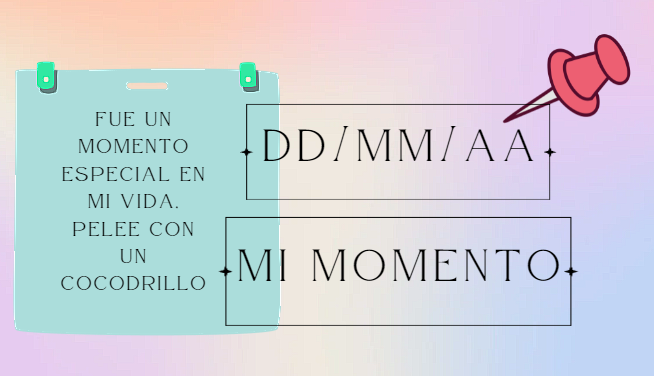 FUE UN
MOMENTO
ESPECIAL EN
MI VIDA.
PELEE CON
UN
COCODRILLO
DD/MM/AA
MI MOMENTO